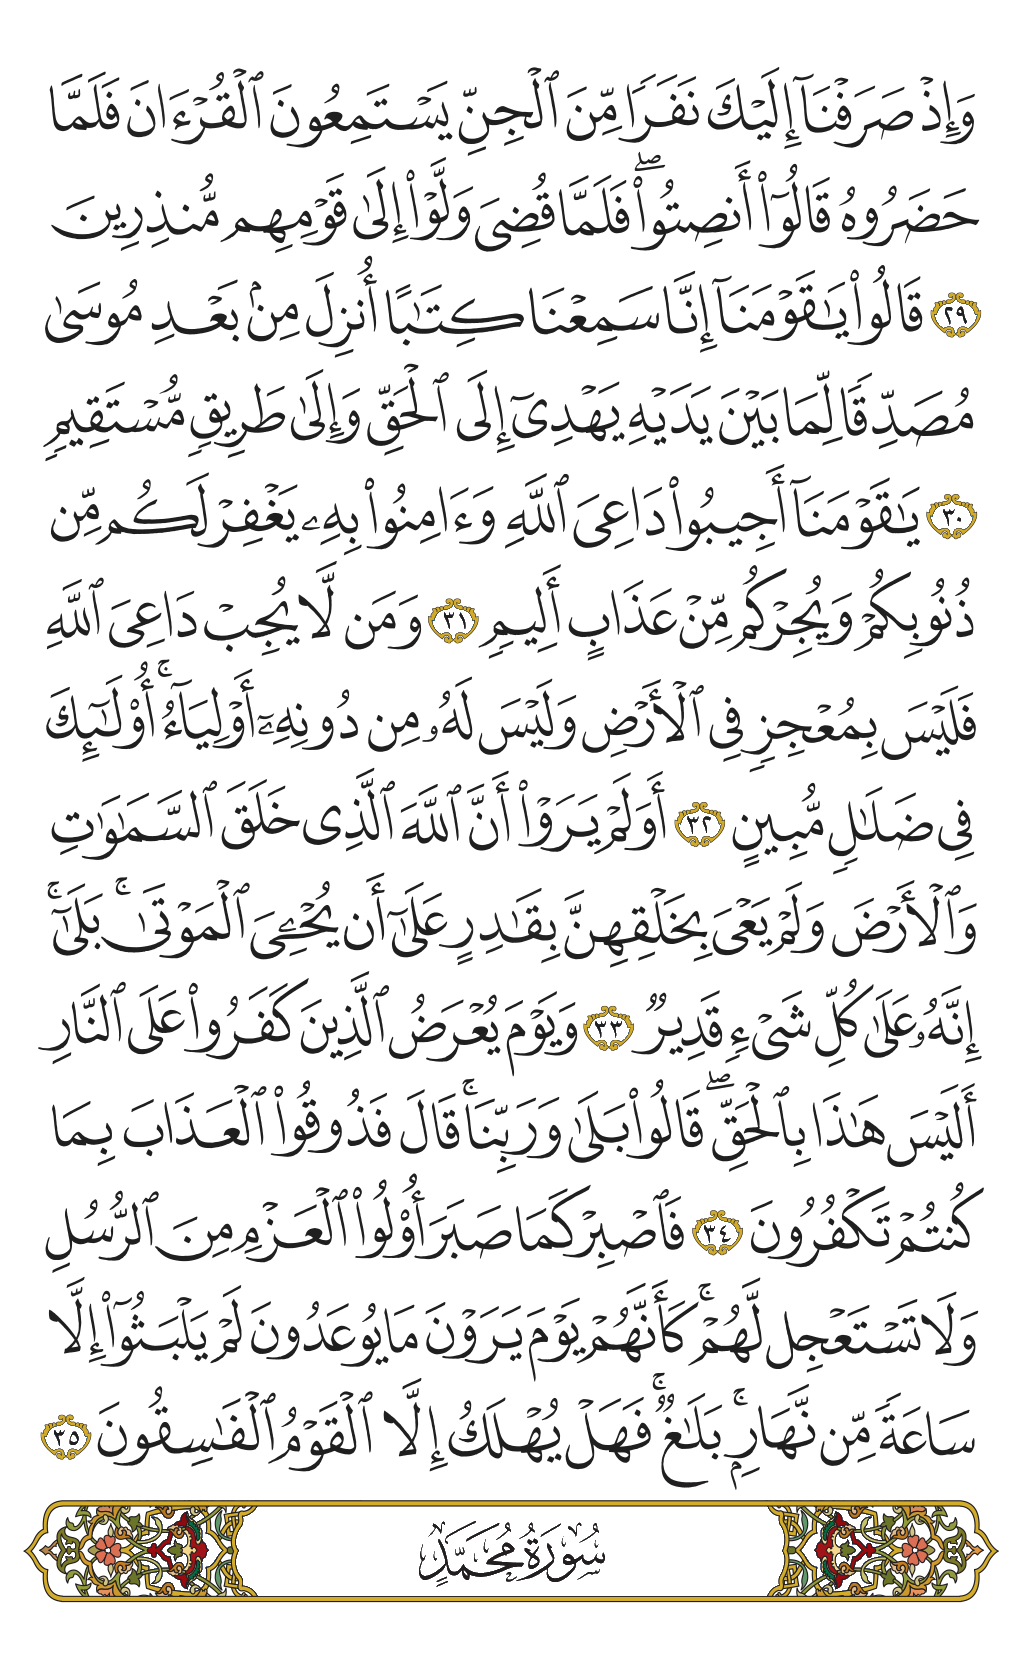 وَإِذْ صَرَفْنَآ إِلَيْكَ نَفَرًا مِّنَ ٱلْجِنِّ يَسْتَمِعُونَ ٱلْقُرْءَانَ فَلَمَّا
حَضَرُوهُ قَالُوٓا۟ أَنصِتُوا۟ ۖ فَلَمَّا قُضِىَ وَلَّوْا۟ إِلَىٰ قَوْمِهِم مُّنذِرِينَ
٢٩ قَالُوا۟ يَـٰقَوْمَنَآ إِنَّا سَمِعْنَا كِتَـٰبًا أُنزِلَ مِنۢ بَعْدِ مُوسَىٰ
مُصَدِّقًا لِّمَا بَيْنَ يَدَيْهِ يَهْدِىٓ إِلَى ٱلْحَقِّ وَإِلَىٰ طَرِيقٍ مُّسْتَقِيمٍ
٣٠ يَـٰقَوْمَنَآ أَجِيبُوا۟ دَاعِىَ ٱللَّهِ وَءَامِنُوا۟ بِهِۦ يَغْفِرْ لَكُم مِّن
ذُنُوبِكُمْ وَيُجِرْكُم مِّنْ عَذَابٍ أَلِيمٍ ٣١ وَمَن لَّا يُجِبْ دَاعِىَ ٱللَّهِ
فَلَيْسَ بِمُعْجِزٍ فِى ٱلْأَرْضِ وَلَيْسَ لَهُۥ مِن دُونِهِۦٓ أَوْلِيَآءُ ۚ أُو۟لَـٰٓئِكَ
فِى ضَلَـٰلٍ مُّبِينٍ ٣٢ أَوَلَمْ يَرَوْا۟ أَنَّ ٱللَّهَ ٱلَّذِى خَلَقَ ٱلسَّمَـٰوَٰتِ
وَٱلْأَرْضَ وَلَمْ يَعْىَ بِخَلْقِهِنَّ بِقَـٰدِرٍ عَلَىٰٓ أَن يُحْـِۧىَ ٱلْمَوْتَىٰ ۚ بَلَىٰٓ ۚ
إِنَّهُۥ عَلَىٰ كُلِّ شَىْءٍ قَدِيرٌ ٣٣ وَيَوْمَ يُعْرَضُ ٱلَّذِينَ كَفَرُوا۟ عَلَى ٱلنَّارِ
أَلَيْسَ هَـٰذَا بِٱلْحَقِّ ۖ قَالُوا۟ بَلَىٰ وَرَبِّنَا ۚ قَالَ فَذُوقُوا۟ ٱلْعَذَابَ بِمَا
كُنتُمْ تَكْفُرُونَ ٣٤ فَٱصْبِرْ كَمَا صَبَرَ أُو۟لُوا۟ ٱلْعَزْمِ مِنَ ٱلرُّسُلِ
وَلَا تَسْتَعْجِل لَّهُمْ ۚ كَأَنَّهُمْ يَوْمَ يَرَوْنَ مَا يُوعَدُونَ لَمْ يَلْبَثُوٓا۟ إِلَّا
سَاعَةً مِّن نَّهَارٍۭ ۚ بَلَـٰغٌ ۚ فَهَلْ يُهْلَكُ إِلَّا ٱلْقَوْمُ ٱلْفَـٰسِقُونَ ٣٥
سُورَةُ مُحَمَّدٍ